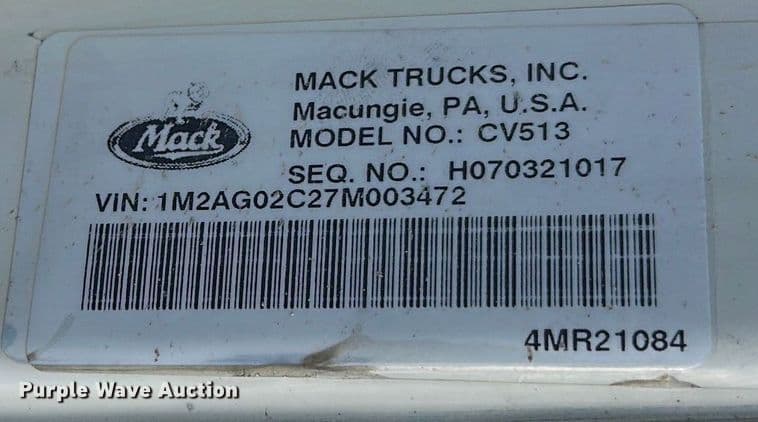 MACK TRUCKS, INC.
Macungie, PA, U.S.A.
Mack
MODEL NO.: CV513
SEQ. NO.: H070321017
VIN: 1M2AG02C27M003472
4MR21084
Purple Wave Auction